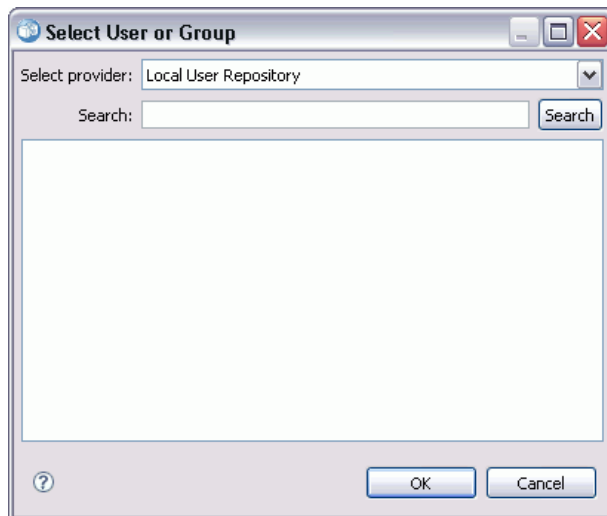 Select User or Group
Select provider: Local User Repository
Search: Search
? OK Cancel